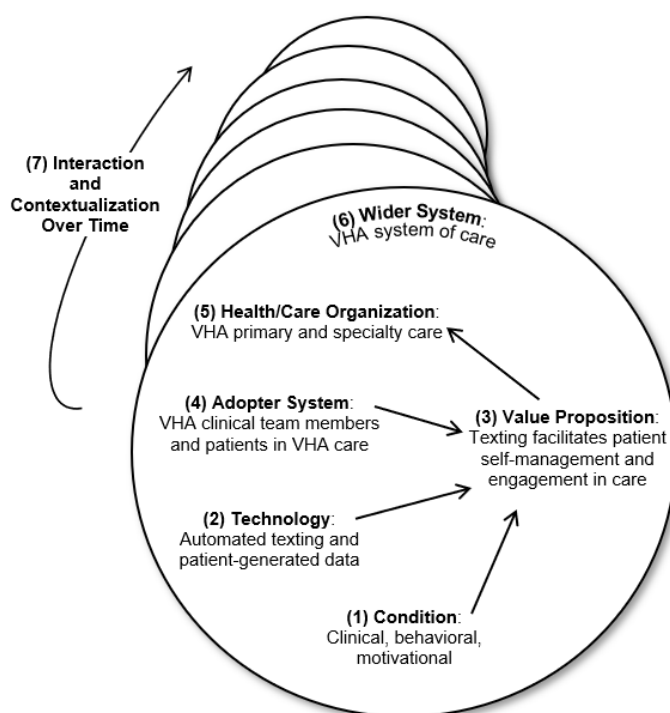 (7) Interaction
and
Contextualization
Over Time
(6) Wider System:
VHA system of care
(5) Health/Care Organization:
VHA primary and specialty care
(4) Adopter System:
VHA clinical team members
and patients in VHA care
(3) Value Proposition:
Texting facilitates patient
self-management and
engagement in care
(2) Technology:
Automated texting and
patient-generated data
(1) Condition:
Clinical, behavioral,
motivational